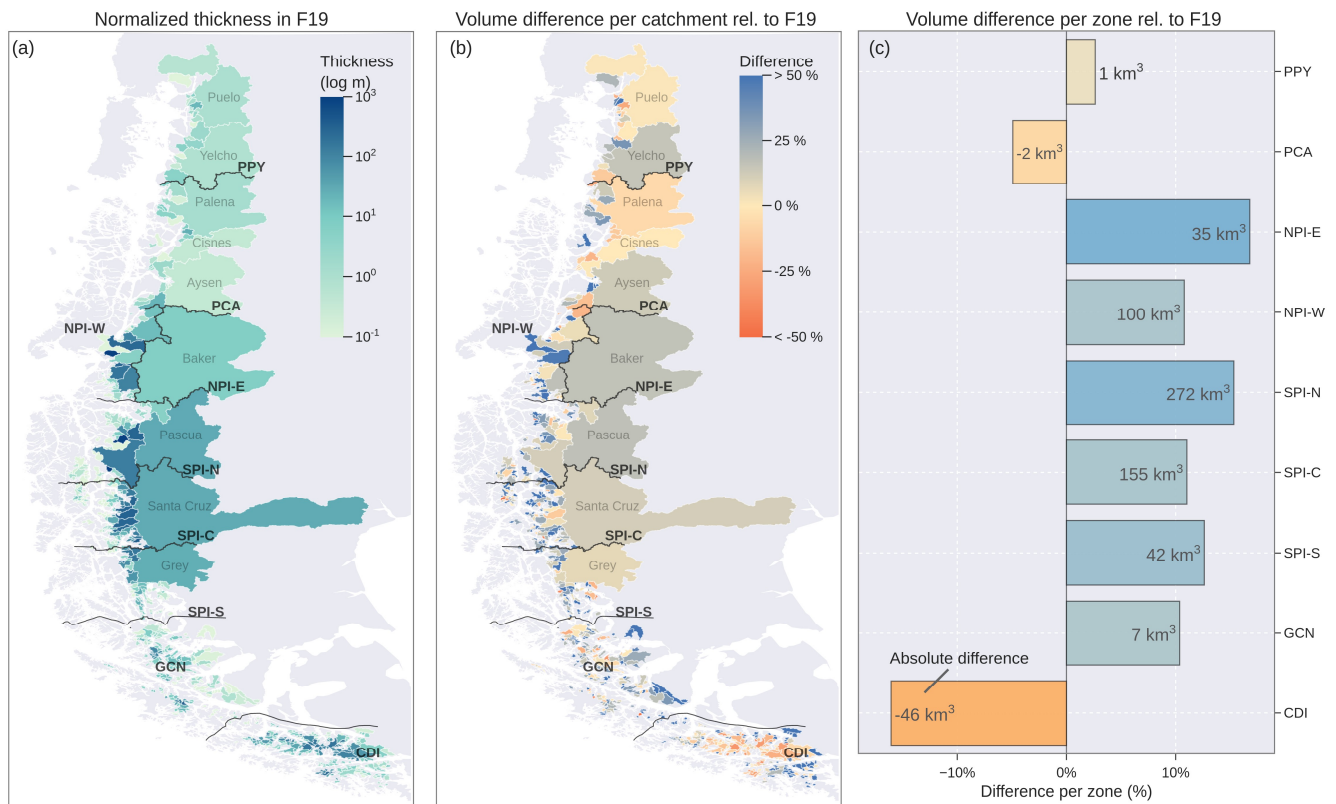 Normalized thickness in F19
(a)
Thickness
(log m)
10³
10²
10¹
10⁰
10⁻¹
Puelo
Yelcho
PPY
Palena
Cisnes
Aysen
PCA
NPI-W
Baker
NPI-E
Pascua
SPI-N
Santa Cruz
SPI-C
Grey
SPI-S
GCN
CDI
Volume difference per catchment rel. to F19
(b)
Difference
> 50 %
25 %
0 %
-25 %
< -50 %
Puelo
Yelcho
PPY
Palena
Cisnes
Aysen
PCA
NPI-W
Baker
NPI-E
Pascua
SPI-N
Santa Cruz
SPI-C
Grey
SPI-S
GCN
CDI
Volume difference per zone rel. to F19
(c)
1 km³
PPY
-2 km³
PCA
35 km³
NPI-E
100 km³
NPI-W
272 km³
SPI-N
155 km³
SPI-C
42 km³
SPI-S
7 km³
GCN
Absolute difference
-46 km³
CDI
−10%
0%
10%
Difference per zone (%)